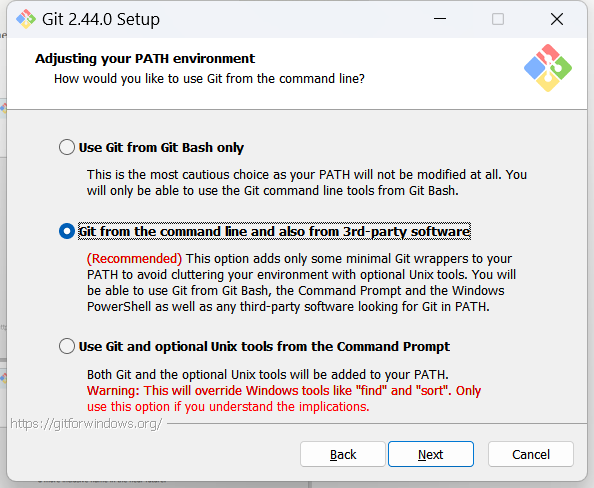 Git 2.44.0 Setup
Adjusting your PATH environment
How would you like to use Git from the command line?
Use Git from Git Bash only
This is the most cautious choice as your PATH will not be modified at all. You
will only be able to use the Git command line tools from Git Bash.
Git from the command line and also from 3rd-party software
(Recommended) This option adds only some minimal Git wrappers to your
PATH to avoid cluttering your environment with optional Unix tools. You will
be able to use Git from Git Bash, the Command Prompt and the Windows
PowerShell as well as any third-party software looking for Git in PATH.
Use Git and optional Unix tools from the Command Prompt
Both Git and the optional Unix tools will be added to your PATH.
Warning: This will override Windows tools like "find" and "sort". Only
use this option if you understand the implications.
https://gitforwindows.org/
Back Next Cancel